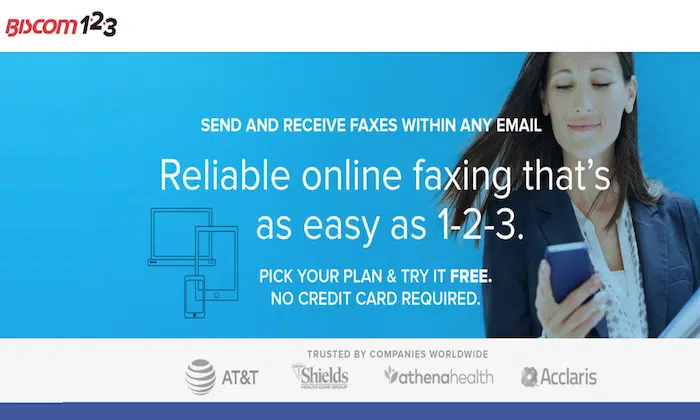 BISCOM 123
SEND AND RECEIVE FAXES WITHIN ANY EMAIL
Reliable online faxing that's
as easy as 1-2-3.
PICK YOUR PLAN & TRY IT FREE.
NO CREDIT CARD REQUIRED.
TRUSTED BY COMPANIES WORLDWIDE
AT&T
Shields
HEALTH CARE GROUP
athenahealth
Acclaris